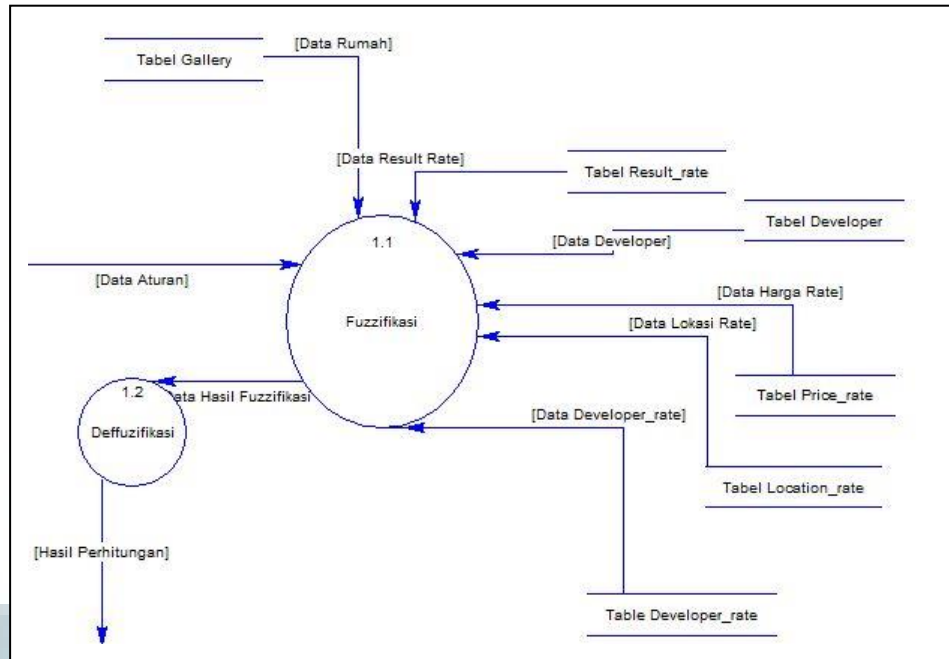 [Data Rumah]
Tabel Gallery
[Data Result Rate]
Tabel Result_rate
Tabel Developer
1.1
[Data Developer]
[Data Aturan]
[Data Harga Rate]
Fuzzifikasi
[Data Lokasi Rate]
1.2
Data Hasil Fuzzifikasi]
Tabel Price_rate
[Data Developer_rate]
Deffuzifikasi
Tabel Location_rate
[Hasil Perhitungan]
Table Developer_rate